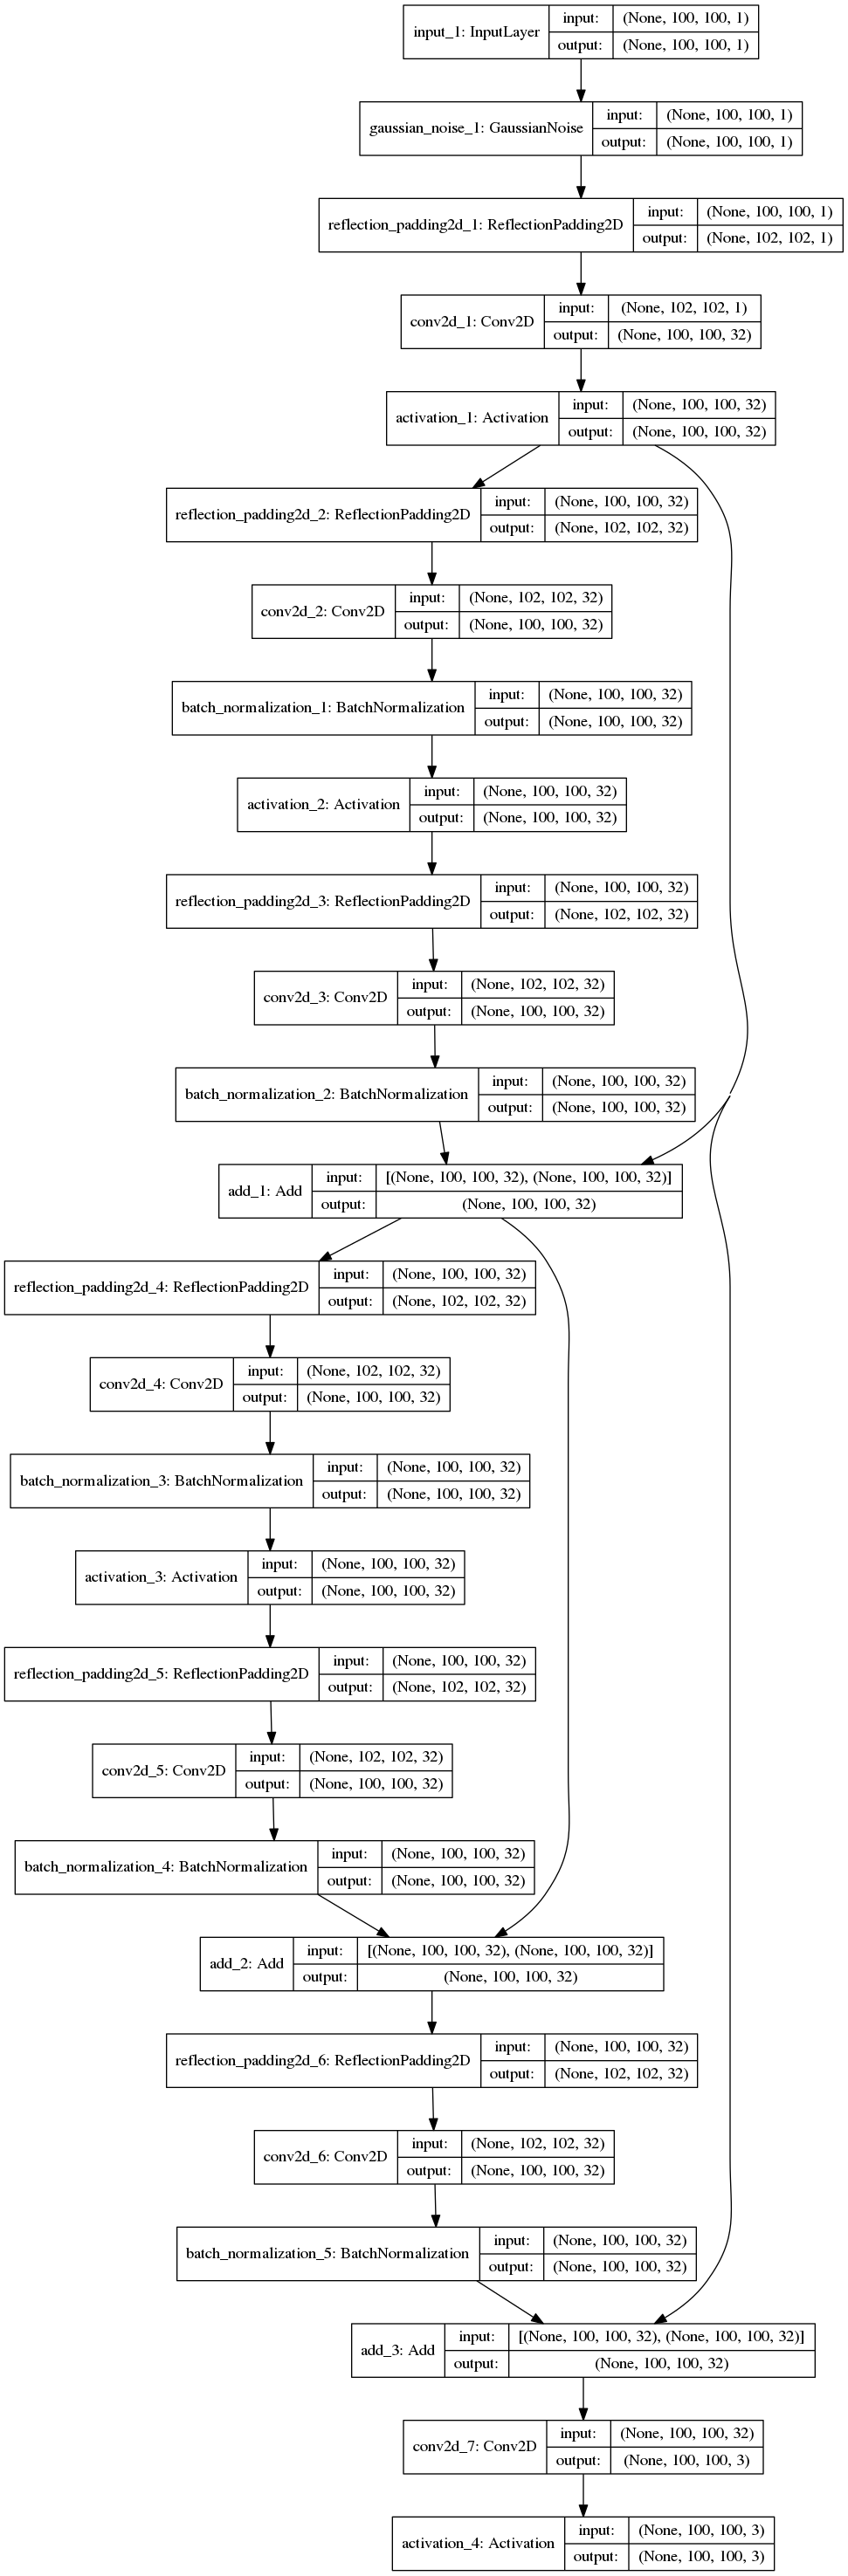 input_1: InputLayer
input: (None, 100, 100, 1)
output: (None, 100, 100, 1)
gaussian_noise_1: GaussianNoise
input: (None, 100, 100, 1)
output: (None, 100, 100, 1)
reflection_padding2d_1: ReflectionPadding2D
input: (None, 100, 100, 1)
output: (None, 102, 102, 1)
conv2d_1: Conv2D
input: (None, 102, 102, 1)
output: (None, 100, 100, 32)
activation_1: Activation
input: (None, 100, 100, 32)
output: (None, 100, 100, 32)
reflection_padding2d_2: ReflectionPadding2D
input: (None, 100, 100, 32)
output: (None, 102, 102, 32)
conv2d_2: Conv2D
input: (None, 102, 102, 32)
output: (None, 100, 100, 32)
batch_normalization_1: BatchNormalization
input: (None, 100, 100, 32)
output: (None, 100, 100, 32)
activation_2: Activation
input: (None, 100, 100, 32)
output: (None, 100, 100, 32)
reflection_padding2d_3: ReflectionPadding2D
input: (None, 100, 100, 32)
output: (None, 102, 102, 32)
conv2d_3: Conv2D
input: (None, 102, 102, 32)
output: (None, 100, 100, 32)
batch_normalization_2: BatchNormalization
input: (None, 100, 100, 32)
output: (None, 100, 100, 32)
add_1: Add
input: [(None, 100, 100, 32), (None, 100, 100, 32)]
output: (None, 100, 100, 32)
reflection_padding2d_4: ReflectionPadding2D
input: (None, 100, 100, 32)
output: (None, 102, 102, 32)
conv2d_4: Conv2D
input: (None, 102, 102, 32)
output: (None, 100, 100, 32)
batch_normalization_3: BatchNormalization
input: (None, 100, 100, 32)
output: (None, 100, 100, 32)
activation_3: Activation
input: (None, 100, 100, 32)
output: (None, 100, 100, 32)
reflection_padding2d_5: ReflectionPadding2D
input: (None, 100, 100, 32)
output: (None, 102, 102, 32)
conv2d_5: Conv2D
input: (None, 102, 102, 32)
output: (None, 100, 100, 32)
batch_normalization_4: BatchNormalization
input: (None, 100, 100, 32)
output: (None, 100, 100, 32)
add_2: Add
input: [(None, 100, 100, 32), (None, 100, 100, 32)]
output: (None, 100, 100, 32)
reflection_padding2d_6: ReflectionPadding2D
input: (None, 100, 100, 32)
output: (None, 102, 102, 32)
conv2d_6: Conv2D
input: (None, 102, 102, 32)
output: (None, 100, 100, 32)
batch_normalization_5: BatchNormalization
input: (None, 100, 100, 32)
output: (None, 100, 100, 32)
add_3: Add
input: [(None, 100, 100, 32), (None, 100, 100, 32)]
output: (None, 100, 100, 32)
conv2d_7: Conv2D
input: (None, 100, 100, 32)
output: (None, 100, 100, 3)
activation_4: Activation
input: (None, 100, 100, 3)
output: (None, 100, 100, 3)